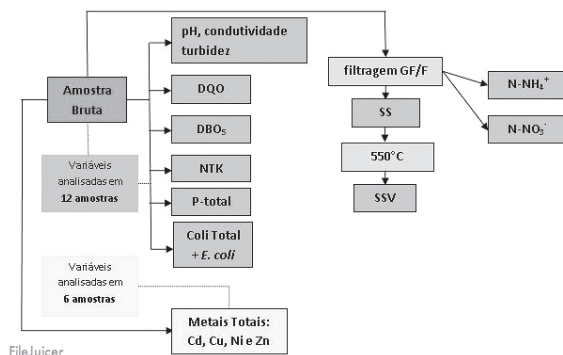 pH, condutividade
turbidez
Amostra
Bruta
DQO
DBO₅
NTK
P-total
Coli Total
+ E. coli
Variáveis
analisadas em
12 amostras
Variáveis
analisadas em
6 amostras
Metais Totais:
Cd, Cu, Ni e Zn
filtragem GF/F
SS
550°C
SSV
N-NH₄⁺
N-NO₃⁻
FileJuicer